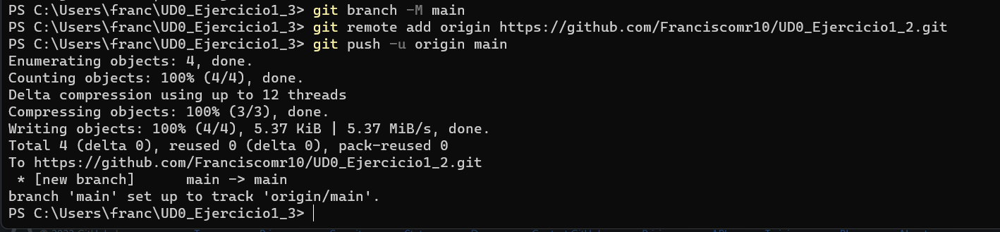 PS C:\Users\franc\UD0_Ejercicio1_3> git branch -M main
PS C:\Users\franc\UD0_Ejercicio1_3> git remote add origin https://github.com/Franciscomr10/UD0_Ejercicio1_2.git
PS C:\Users\franc\UD0_Ejercicio1_3> git push -u origin main
Enumerating objects: 4, done.
Counting objects: 100% (4/4), done.
Delta compression using up to 12 threads
Compressing objects: 100% (3/3), done.
Writing objects: 100% (4/4), 5.37 KiB | 5.37 MiB/s, done.
Total 4 (delta 0), reused 0 (delta 0), pack-reused 0
To https://github.com/Franciscomr10/UD0_Ejercicio1_2.git
 * [new branch]      main -> main
branch 'main' set up to track 'origin/main'.
PS C:\Users\franc\UD0_Ejercicio1_3>